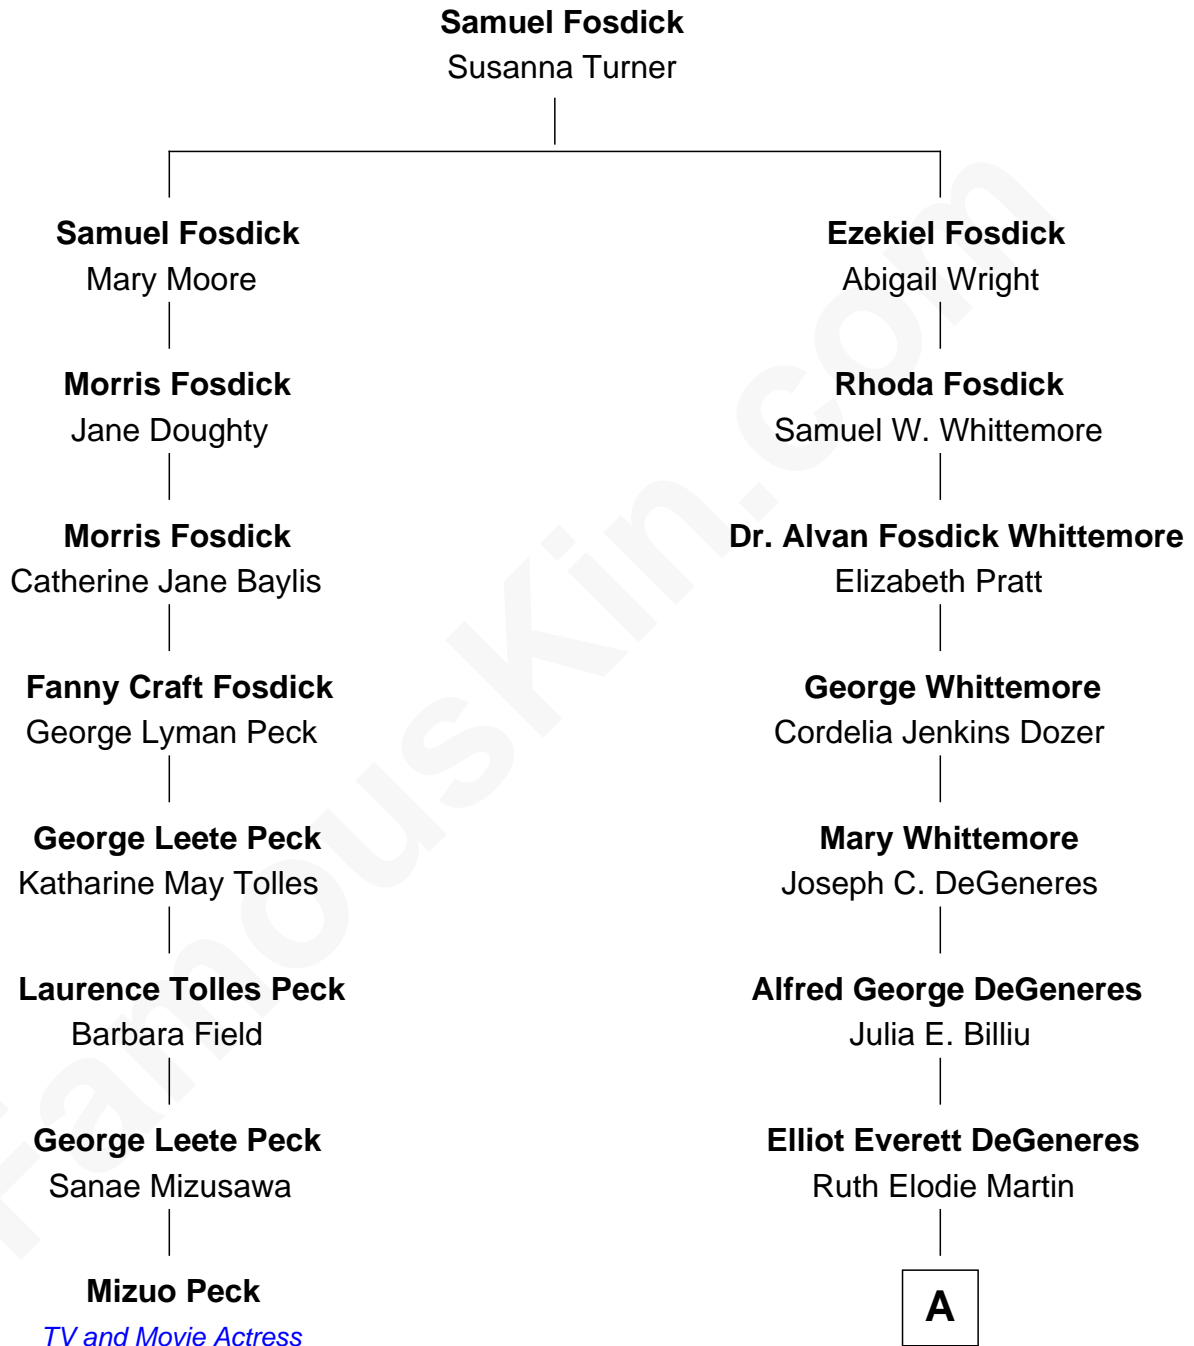 Samuel Fosdick
Susanna Turner
Samuel Fosdick
Mary Moore
Morris Fosdick
Jane Doughty
Morris Fosdick
Catherine Jane Baylis
Fanny Craft Fosdick
George Lyman Peck
George Leete Peck
Katharine May Tolles
Laurence Tolles Peck
Barbara Field
George Leete Peck
Sanae Mizusawa
Mizuo Peck
TV and Movie Actress
Ezekiel Fosdick
Abigail Wright
Rhoda Fosdick
Samuel W. Whittemore
Dr. Alvan Fosdick Whittemore
Elizabeth Pratt
George Whittemore
Cordelia Jenkins Dozer
Mary Whittemore
Joseph C. DeGeneres
Alfred George DeGeneres
Julia E. Billiu
Elliot Everett DeGeneres
Ruth Elodie Martin
A
FamousKin.com